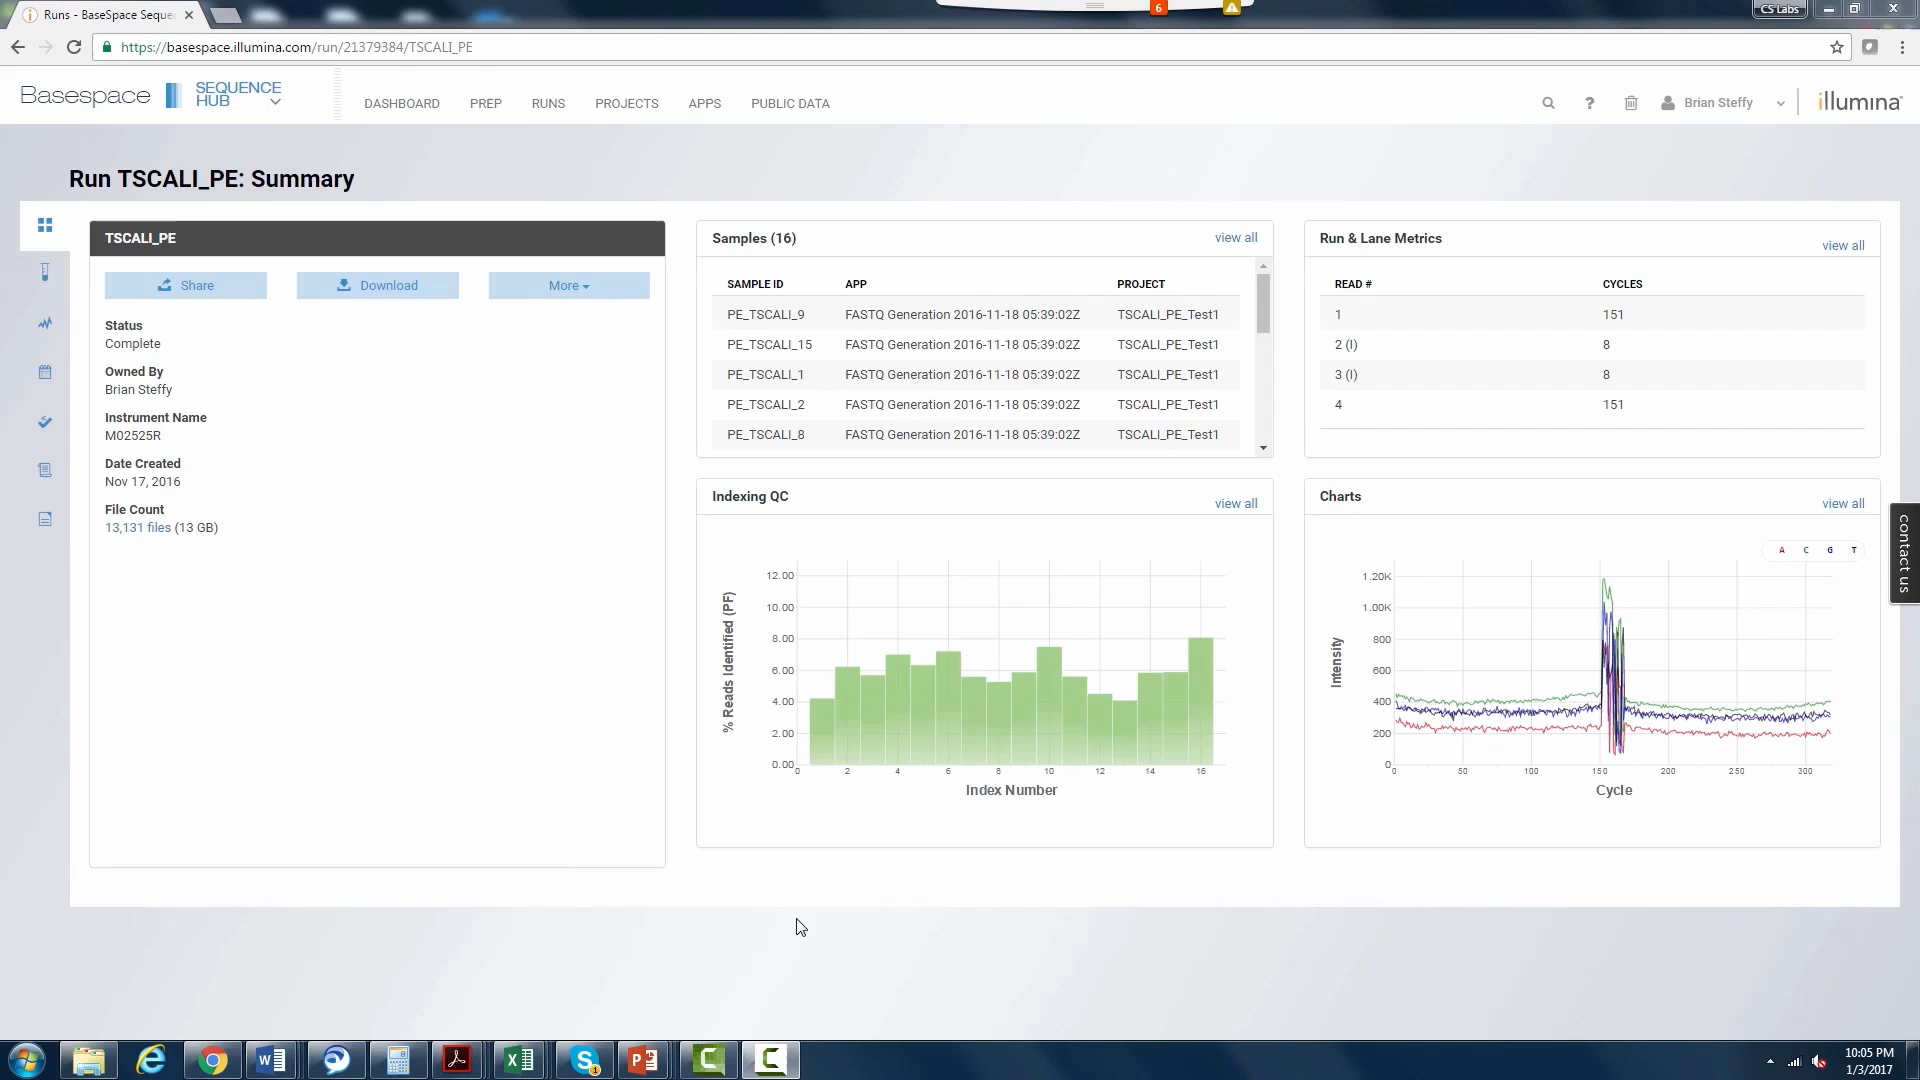 Runs - BaseSpace Seque
6
CS Labs
https://basespace.illumina.com/run/21379384/TSCALI_PE
Basespace
SEQUENCE
HUB
DASHBOARD PREP RUNS PROJECTS APPS PUBLIC DATA
? Brian Steffy
illumina
Run TSCALI_PE: Summary
TSCALI_PE
Share Download More
Status
Complete
Owned By
Brian Steffy
Instrument Name
M02525R
Date Created
Nov 17, 2016
File Count
13,131 files (13 GB)
Samples (16) view all
SAMPLE ID APP PROJECT
PE_TSCALI_9 FASTQ Generation 2016-11-18 05:39:02Z TSCALI_PE_Test1
PE_TSCALI_15 FASTQ Generation 2016-11-18 05:39:02Z TSCALI_PE_Test1
PE_TSCALI_1 FASTQ Generation 2016-11-18 05:39:02Z TSCALI_PE_Test1
PE_TSCALI_2 FASTQ Generation 2016-11-18 05:39:02Z TSCALI_PE_Test1
PE_TSCALI_8 FASTQ Generation 2016-11-18 05:39:02Z TSCALI_PE_Test1
Run & Lane Metrics view all
READ # CYCLES
1 151
2 (I) 8
3 (I) 8
4 151
Indexing QC view all
% Reads Identified (PF)
12.00
10.00
8.00
6.00
4.00
2.00
0.00
0 2 4 6 8 10 12 14 16
Index Number
Charts view all
A C G T
Intensity
1.20K
1.00K
800
600
400
200
0
0 50 100 150 200 250 300
Cycle
contact us
10:05 PM
1/3/2017